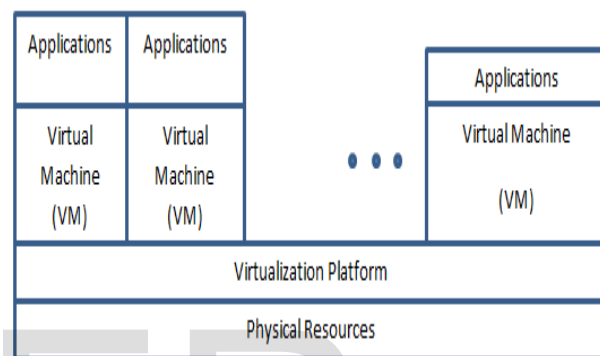 Applications
Virtual
Machine
(VM)
Applications
Virtual
Machine
(VM)
Applications
Virtual Machine
(VM)
Virtualization Platform
Physical Resources